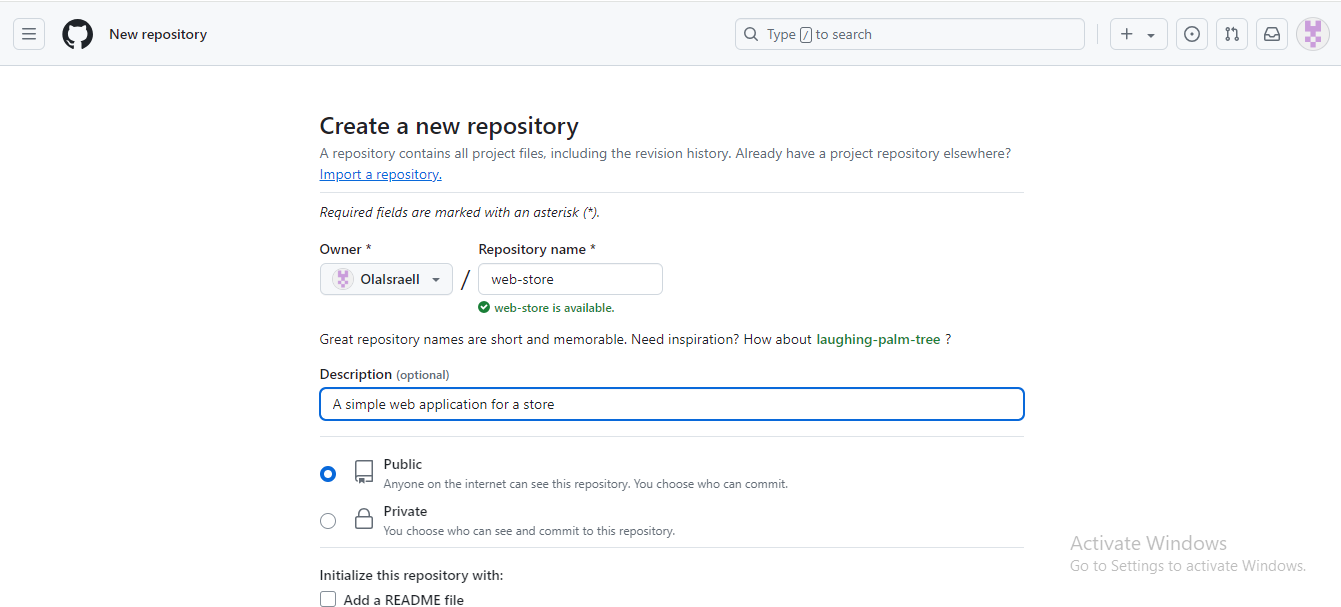 New repository
Type / to search
Create a new repository
A repository contains all project files, including the revision history. Already have a project repository elsewhere?
Import a repository.
Required fields are marked with an asterisk (*).
Owner * Repository name *
OlaIsraell / web-store
web-store is available.
Great repository names are short and memorable. Need inspiration? How about laughing-palm-tree ?
Description (optional)
A simple web application for a store
Public
Anyone on the internet can see this repository. You choose who can commit.
Private
You choose who can see and commit to this repository.
Activate Windows
Go to Settings to activate Windows.
Initialize this repository with:
Add a README file